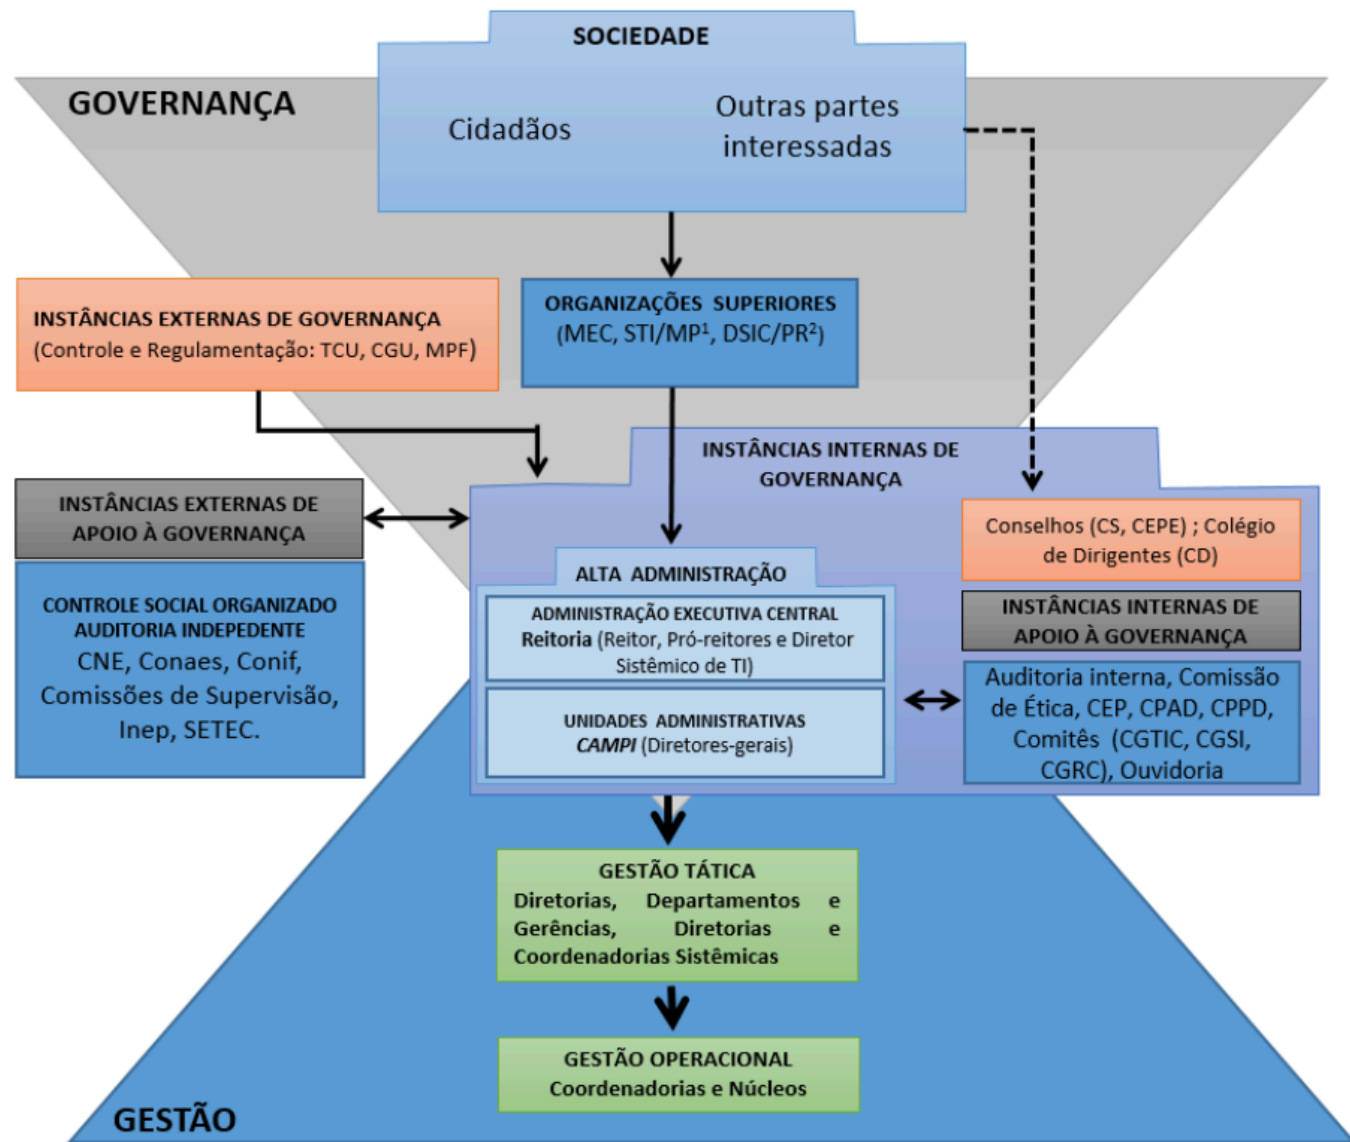 SOCIEDADE
GOVERNANÇA
Cidadãos
Outras partes
interessadas
INSTÂNCIAS EXTERNAS DE GOVERNANÇA
(Controle e Regulamentação: TCU, CGU, MPF)
ORGANIZAÇÕES SUPERIORES
(MEC, STI/MP¹, DSIC/PR²)
INSTÂNCIAS INTERNAS DE
GOVERNANÇA
INSTÂNCIAS EXTERNAS DE
APOIO À GOVERNANÇA
CONTROLE SOCIAL ORGANIZADO
AUDITORIA INDEPEDENTE
CNE, Conaes, Conif,
Comissões de Supervisão,
Inep, SETEC.
ALTA ADMINISTRAÇÃO
ADMINISTRAÇÃO EXECUTIVA CENTRAL
Reitoria (Reitor, Pró-reitores e Diretor
Sistêmico de TI)
UNIDADES ADMINISTRATIVAS
CAMPI (Diretores-gerais)
Conselhos (CS, CEPE) ; Colégio
de Dirigentes (CD)
INSTÂNCIAS INTERNAS DE
APOIO À GOVERNANÇA
Auditoria interna, Comissão
de Ética, CEP, CPAD, CPPD,
Comitês (CGTIC, CGSI,
CGRC), Ouvidoria
GESTÃO TÁTICA
Diretorias, Departamentos e
Gerências, Diretorias e
Coordenadorias Sistêmicas
GESTÃO OPERACIONAL
Coordenadorias e Núcleos
GESTÃO